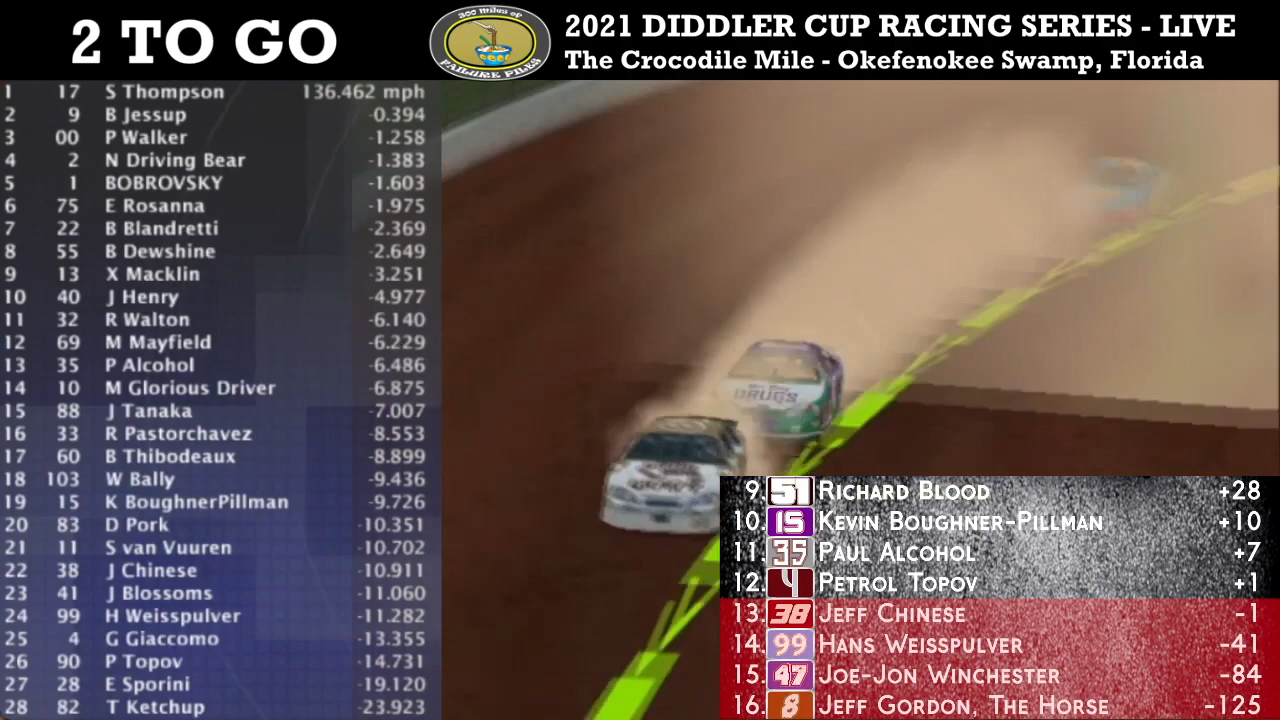 2 TO GO
300 Miles of
FAILURE PILES
2021 DIDDLER CUP RACING SERIES - LIVE
The Crocodile Mile - Okefenokee Swamp, Florida
1 17 S Thompson 136.462 mph
2 9 B Jessup -0.394
3 00 P Walker -1.258
4 2 N Driving Bear -1.383
5 1 BOBROVSKY -1.603
6 75 E Rosanna -1.975
7 22 B Blandretti -2.369
8 55 B Dewshine -2.649
9 13 X Macklin -3.251
10 40 J Henry -4.977
11 32 R Walton -6.140
12 69 M Mayfield -6.229
13 35 P Alcohol -6.486
14 10 M Glorious Driver -6.875
15 88 J Tanaka -7.007
16 33 R Pastorchavez -8.553
17 60 B Thibodeaux -8.899
18 103 W Bally -9.436
19 15 K BoughnerPillman -9.726
20 83 D Pork -10.351
21 11 S van Vuuren -10.702
22 38 J Chinese -10.911
23 41 J Blossoms -11.060
24 99 H Weisspulver -11.282
25 4 G Giaccomo -13.355
26 90 P Topov -14.731
27 28 E Sporini -19.120
28 82 T Ketchup -23.923
DRUGS
9. 51 Richard Blood +28
10. 15 Kevin Boughner-Pillman +10
11. 35 Paul Alcohol +7
12. 4 Petrol Topov +1
13. 38 Jeff Chinese -1
14. 99 Hans Weisspulver -41
15. 47 Joe-Jon Winchester -84
16. 8 Jeff Gordon, The Horse -125